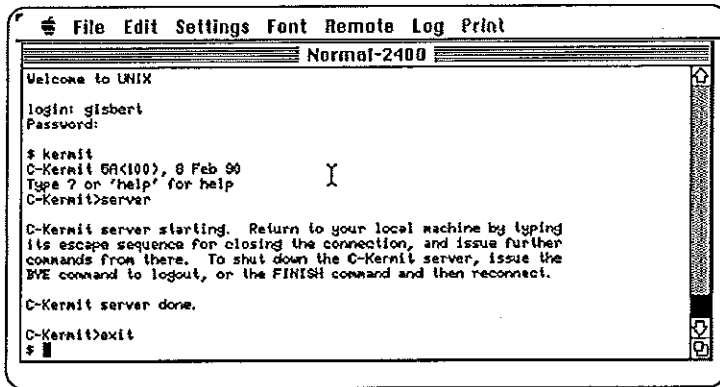 File Edit Settings Font Remote Log Print
Normal-2400
Welcome to UNIX
login: gisbert
Password:
$ kermit
C-Kermit 5A(100), 8 Feb 90
Type ? or 'help' for help
C-Kermit>server
C-Kermit server starting. Return to your local machine by typing
its escape sequence for closing the connection, and issue further
commands from there. To shut down the C-Kermit server, issue the
BYE command to logout, or the FINISH command and then reconnect.
C-Kermit server done.
C-Kermit>exit
$